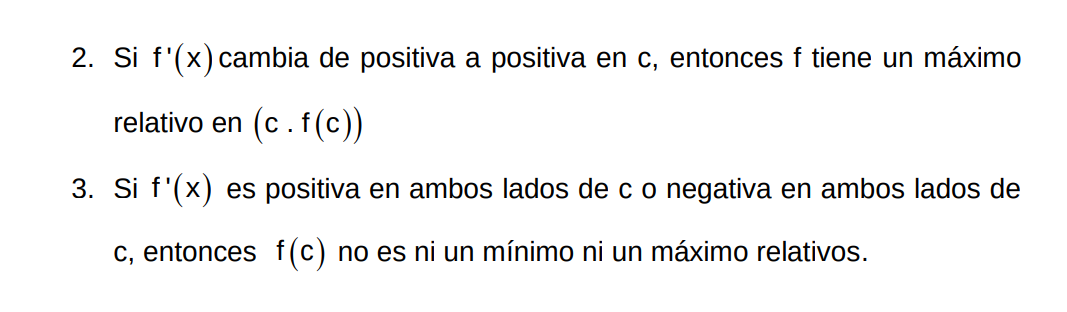 2. Si f'(x) cambia de positiva a positiva en c, entonces f tiene un máximo
relativo en (c . f(c))
3. Si f'(x) es positiva en ambos lados de c o negativa en ambos lados de
c, entonces f(c) no es ni un mínimo ni un máximo relativos.